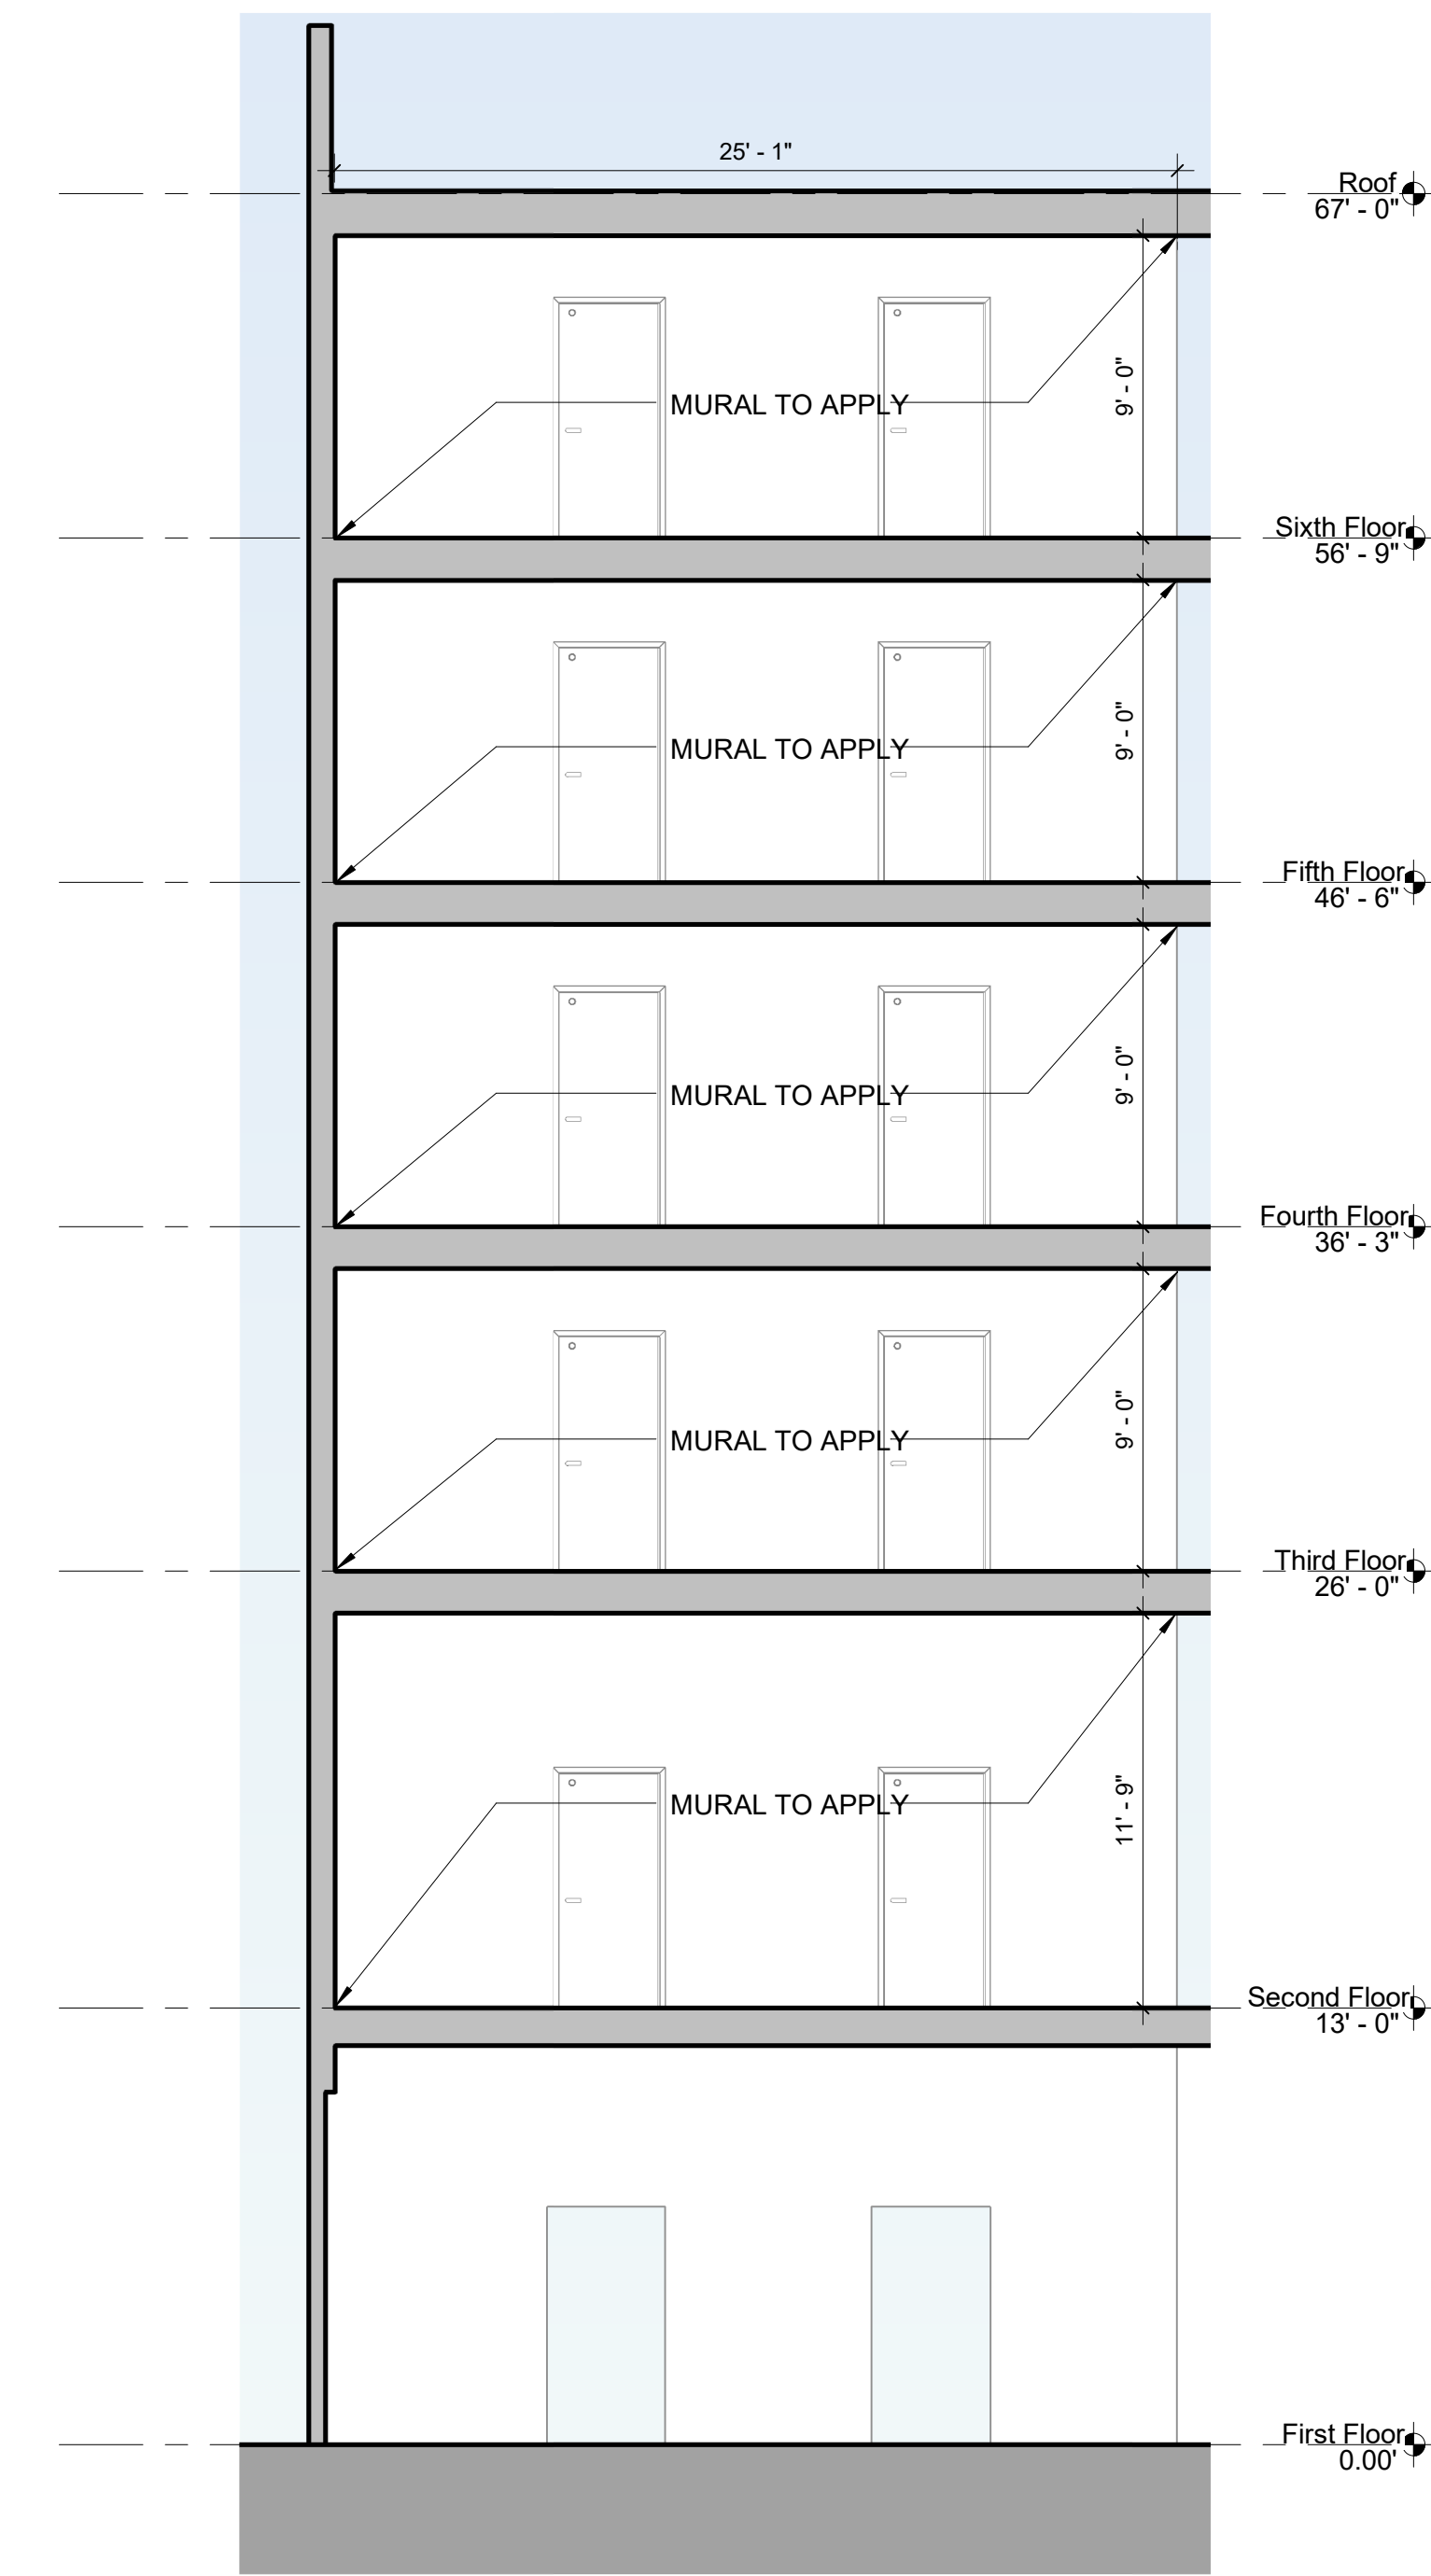 25' - 1"
Roof
67' - 0"
9' - 0"
MURAL TO APPLY
Sixth Floor
56' - 9"
9' - 0"
MURAL TO APPLY
Fifth Floor
46' - 6"
9' - 0"
MURAL TO APPLY
Fourth Floor
36' - 3"
9' - 0"
MURAL TO APPLY
Third Floor
26' - 0"
11' - 9"
MURAL TO APPLY
Second Floor
13' - 0"
First Floor
0.00'